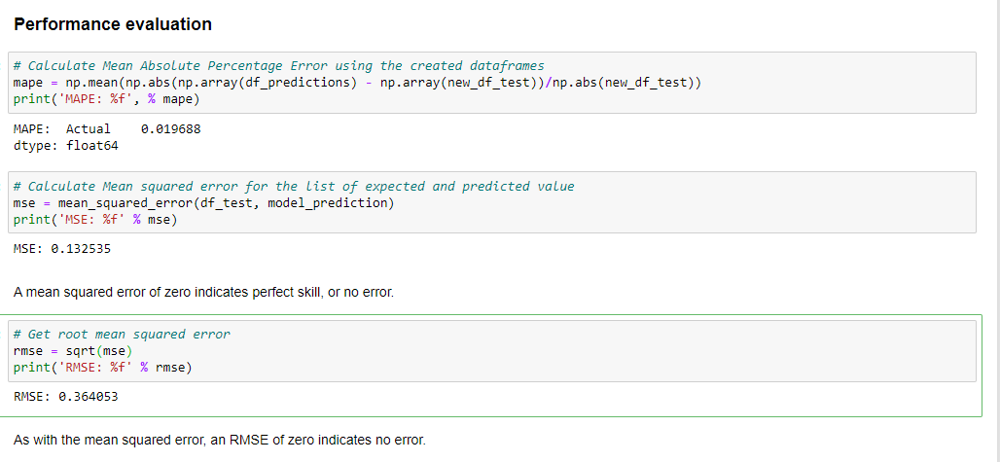 Performance evaluation
# Calculate Mean Absolute Percentage Error using the created dataframes
mape = np.mean(np.abs(np.array(df_predictions) - np.array(new_df_test))/np.abs(new_df_test))
print('MAPE: %f', % mape)
MAPE:  Actual    0.019688
dtype: float64
# Calculate Mean squared error for the list of expected and predicted value
mse = mean_squared_error(df_test, model_prediction)
print('MSE: %f' % mse)
MSE: 0.132535
A mean squared error of zero indicates perfect skill, or no error.
# Get root mean squared error
rmse = sqrt(mse)
print('RMSE: %f' % rmse)
RMSE: 0.364053
As with the mean squared error, an RMSE of zero indicates no error.